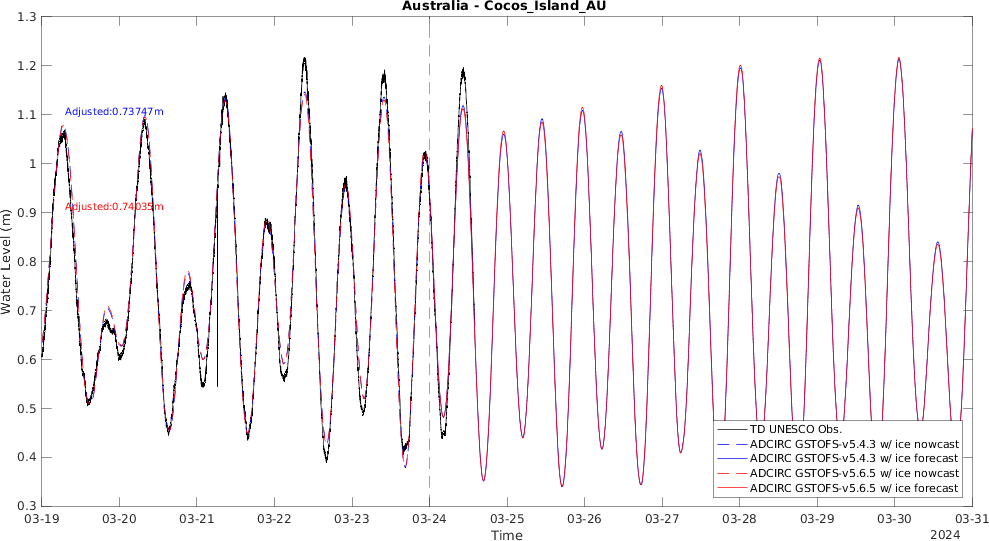 Australia - Cocos_Island_AU
1.3
1.2
1.1
1
0.9
0.8
0.7
0.6
0.5
0.4
0.3
Water Level (m)
Adjusted:0.73747m
Adjusted:0.74035m
TD UNESCO Obs.
ADCIRC GSTOFS-v5.4.3 w/ ice nowcast
ADCIRC GSTOFS-v5.4.3 w/ ice forecast
ADCIRC GSTOFS-v5.6.5 w/ ice nowcast
ADCIRC GSTOFS-v5.6.5 w/ ice forecast
03-19 03-20 03-21 03-22 03-23 03-24 03-25 03-26 03-27 03-28 03-29 03-30 03-31
Time
2024